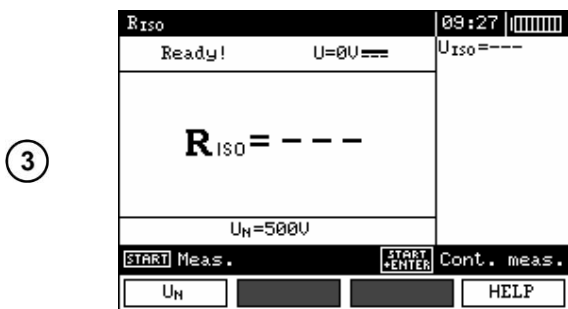 RISO 09:27
Ready! U=0V UISO=---
3
RISO=---
UN=500V
START Meas. START +ENTER Cont. meas.
UN HELP